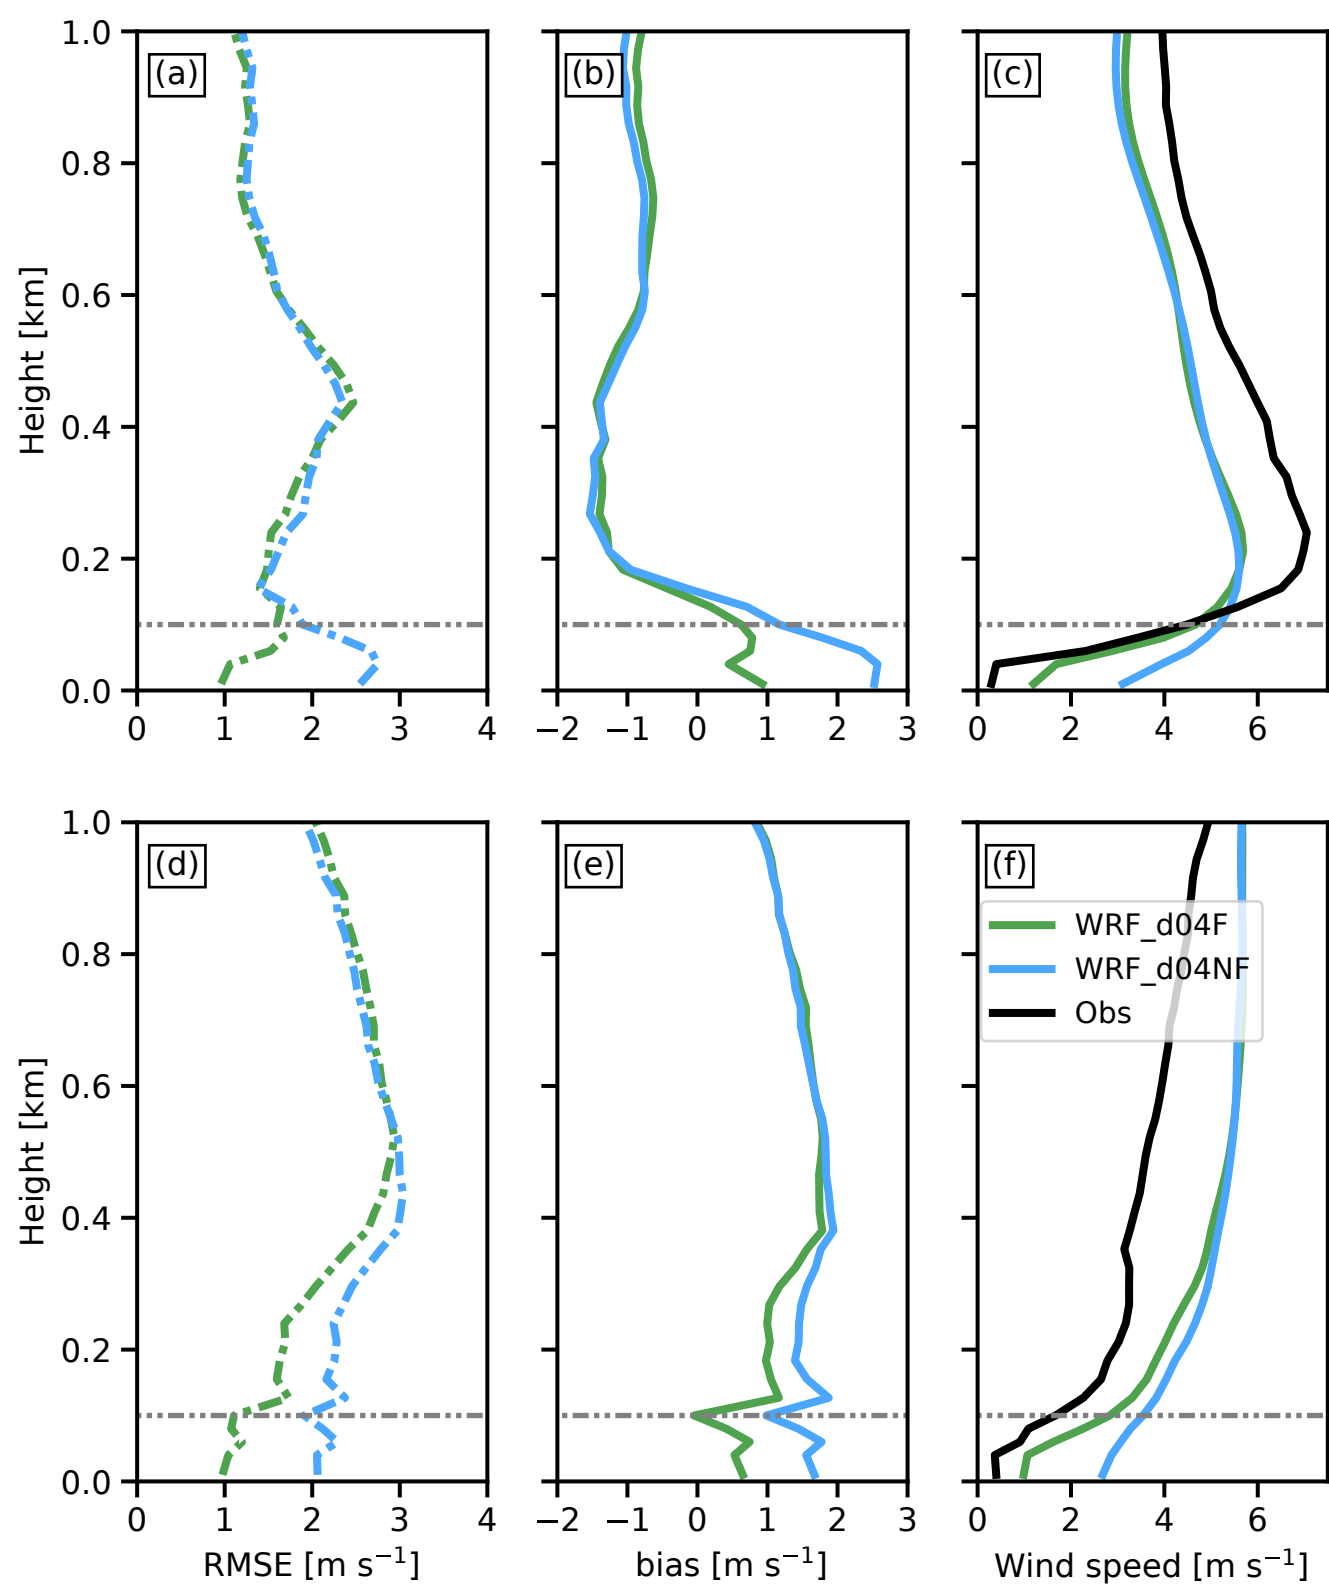 (a) (b) (c)
1.0
0.8
0.6
0.4
0.2
0.0
Height [km]
0 1 2 3 4
−2 −1 0 1 2 3
0 2 4 6
(d) (e) (f)
1.0
0.8
0.6
0.4
0.2
0.0
Height [km]
WRF_d04F
WRF_d04NF
Obs
0 1 2 3 4
−2 −1 0 1 2 3
0 2 4 6
RMSE [m s⁻¹]
bias [m s⁻¹]
Wind speed [m s⁻¹]